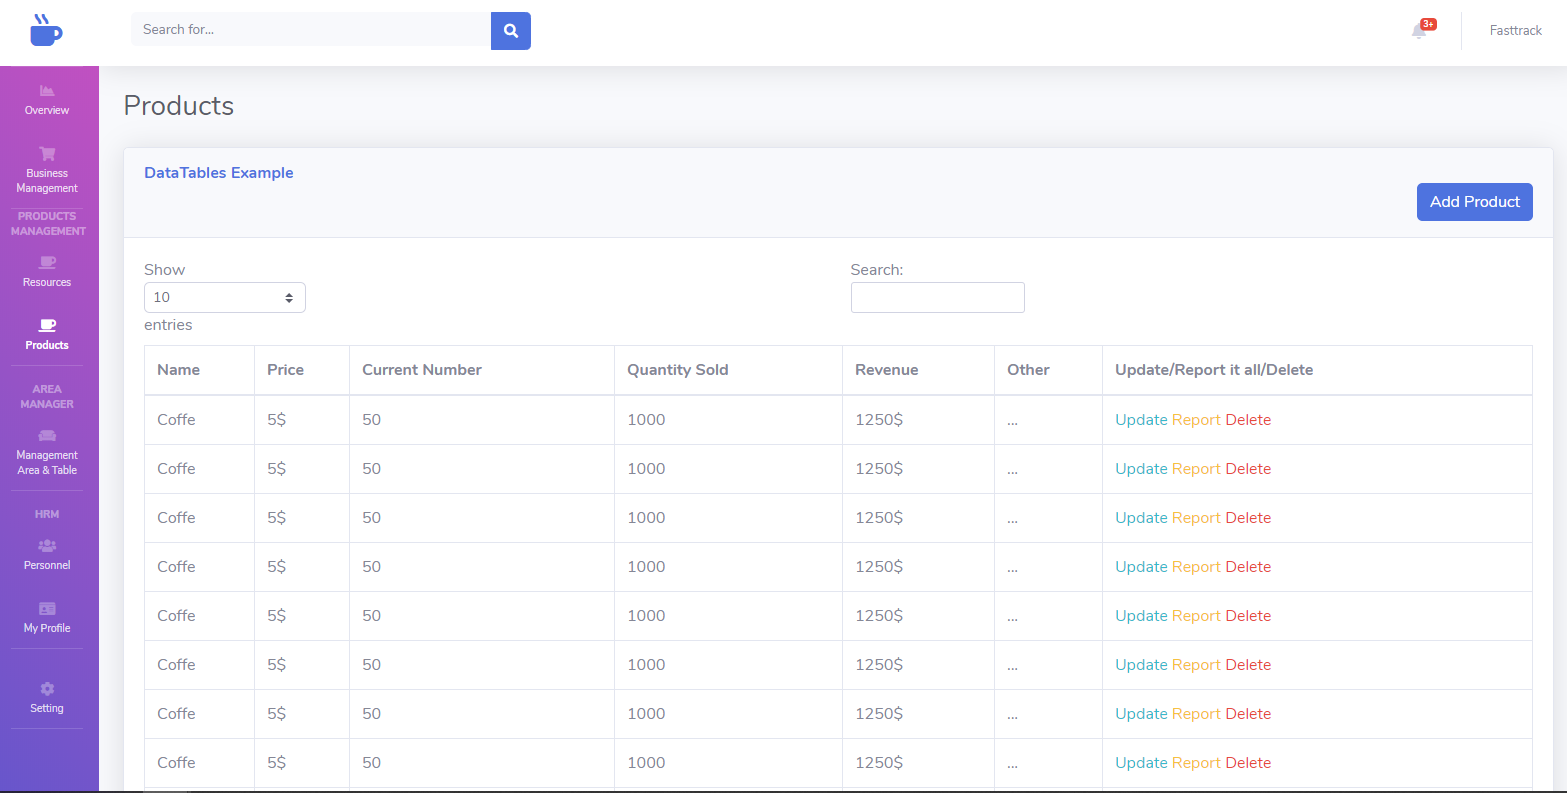 Search for...
3+
Fasttrack
Overview
Business
Management
PRODUCTS
MANAGEMENT
Resources
Products
AREA
MANAGER
Management
Area & Table
HRM
Personnel
My Profile
Setting
Products
DataTables Example
Add Product
Show
10
entries
Search:
Name Price Current Number Quantity Sold Revenue Other Update/Report it all/Delete
Coffe 5$ 50 1000 1250$ ... Update Report Delete
Coffe 5$ 50 1000 1250$ ... Update Report Delete
Coffe 5$ 50 1000 1250$ ... Update Report Delete
Coffe 5$ 50 1000 1250$ ... Update Report Delete
Coffe 5$ 50 1000 1250$ ... Update Report Delete
Coffe 5$ 50 1000 1250$ ... Update Report Delete
Coffe 5$ 50 1000 1250$ ... Update Report Delete
Coffe 5$ 50 1000 1250$ ... Update Report Delete